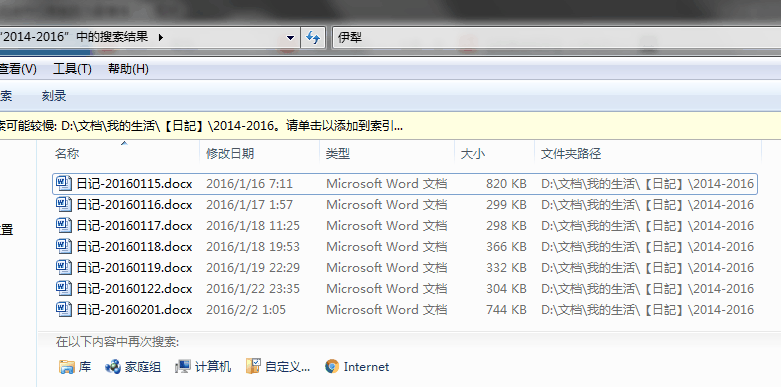 "2014-2016" 中的搜索结果
伊犁
查看(V) 工具(T) 帮助(H)
索 刻录
索可能较慢: D:\文档\我的生活\【日記】\2014-2016。请单击以添加到索引...
名称 修改日期 类型 大小 文件夹路径
日记-20160115.docx 2016/1/16 7:11 Microsoft Word 文档 820 KB D:\文档\我的生活\【日記】\2014-2016
日记-20160116.docx 2016/1/17 1:57 Microsoft Word 文档 299 KB D:\文档\我的生活\【日記】\2014-2016
日记-20160117.docx 2016/1/18 11:25 Microsoft Word 文档 298 KB D:\文档\我的生活\【日記】\2014-2016
日记-20160118.docx 2016/1/18 19:53 Microsoft Word 文档 366 KB D:\文档\我的生活\【日記】\2014-2016
置
日记-20160119.docx 2016/1/19 22:29 Microsoft Word 文档 332 KB D:\文档\我的生活\【日記】\2014-2016
日记-20160122.docx 2016/1/22 23:35 Microsoft Word 文档 304 KB D:\文档\我的生活\【日記】\2014-2016
日记-20160201.docx 2016/2/2 1:05 Microsoft Word 文档 744 KB D:\文档\我的生活\【日記】\2014-2016
在以下内容中再次搜索:
库 家庭组 计算机 自定义... Internet